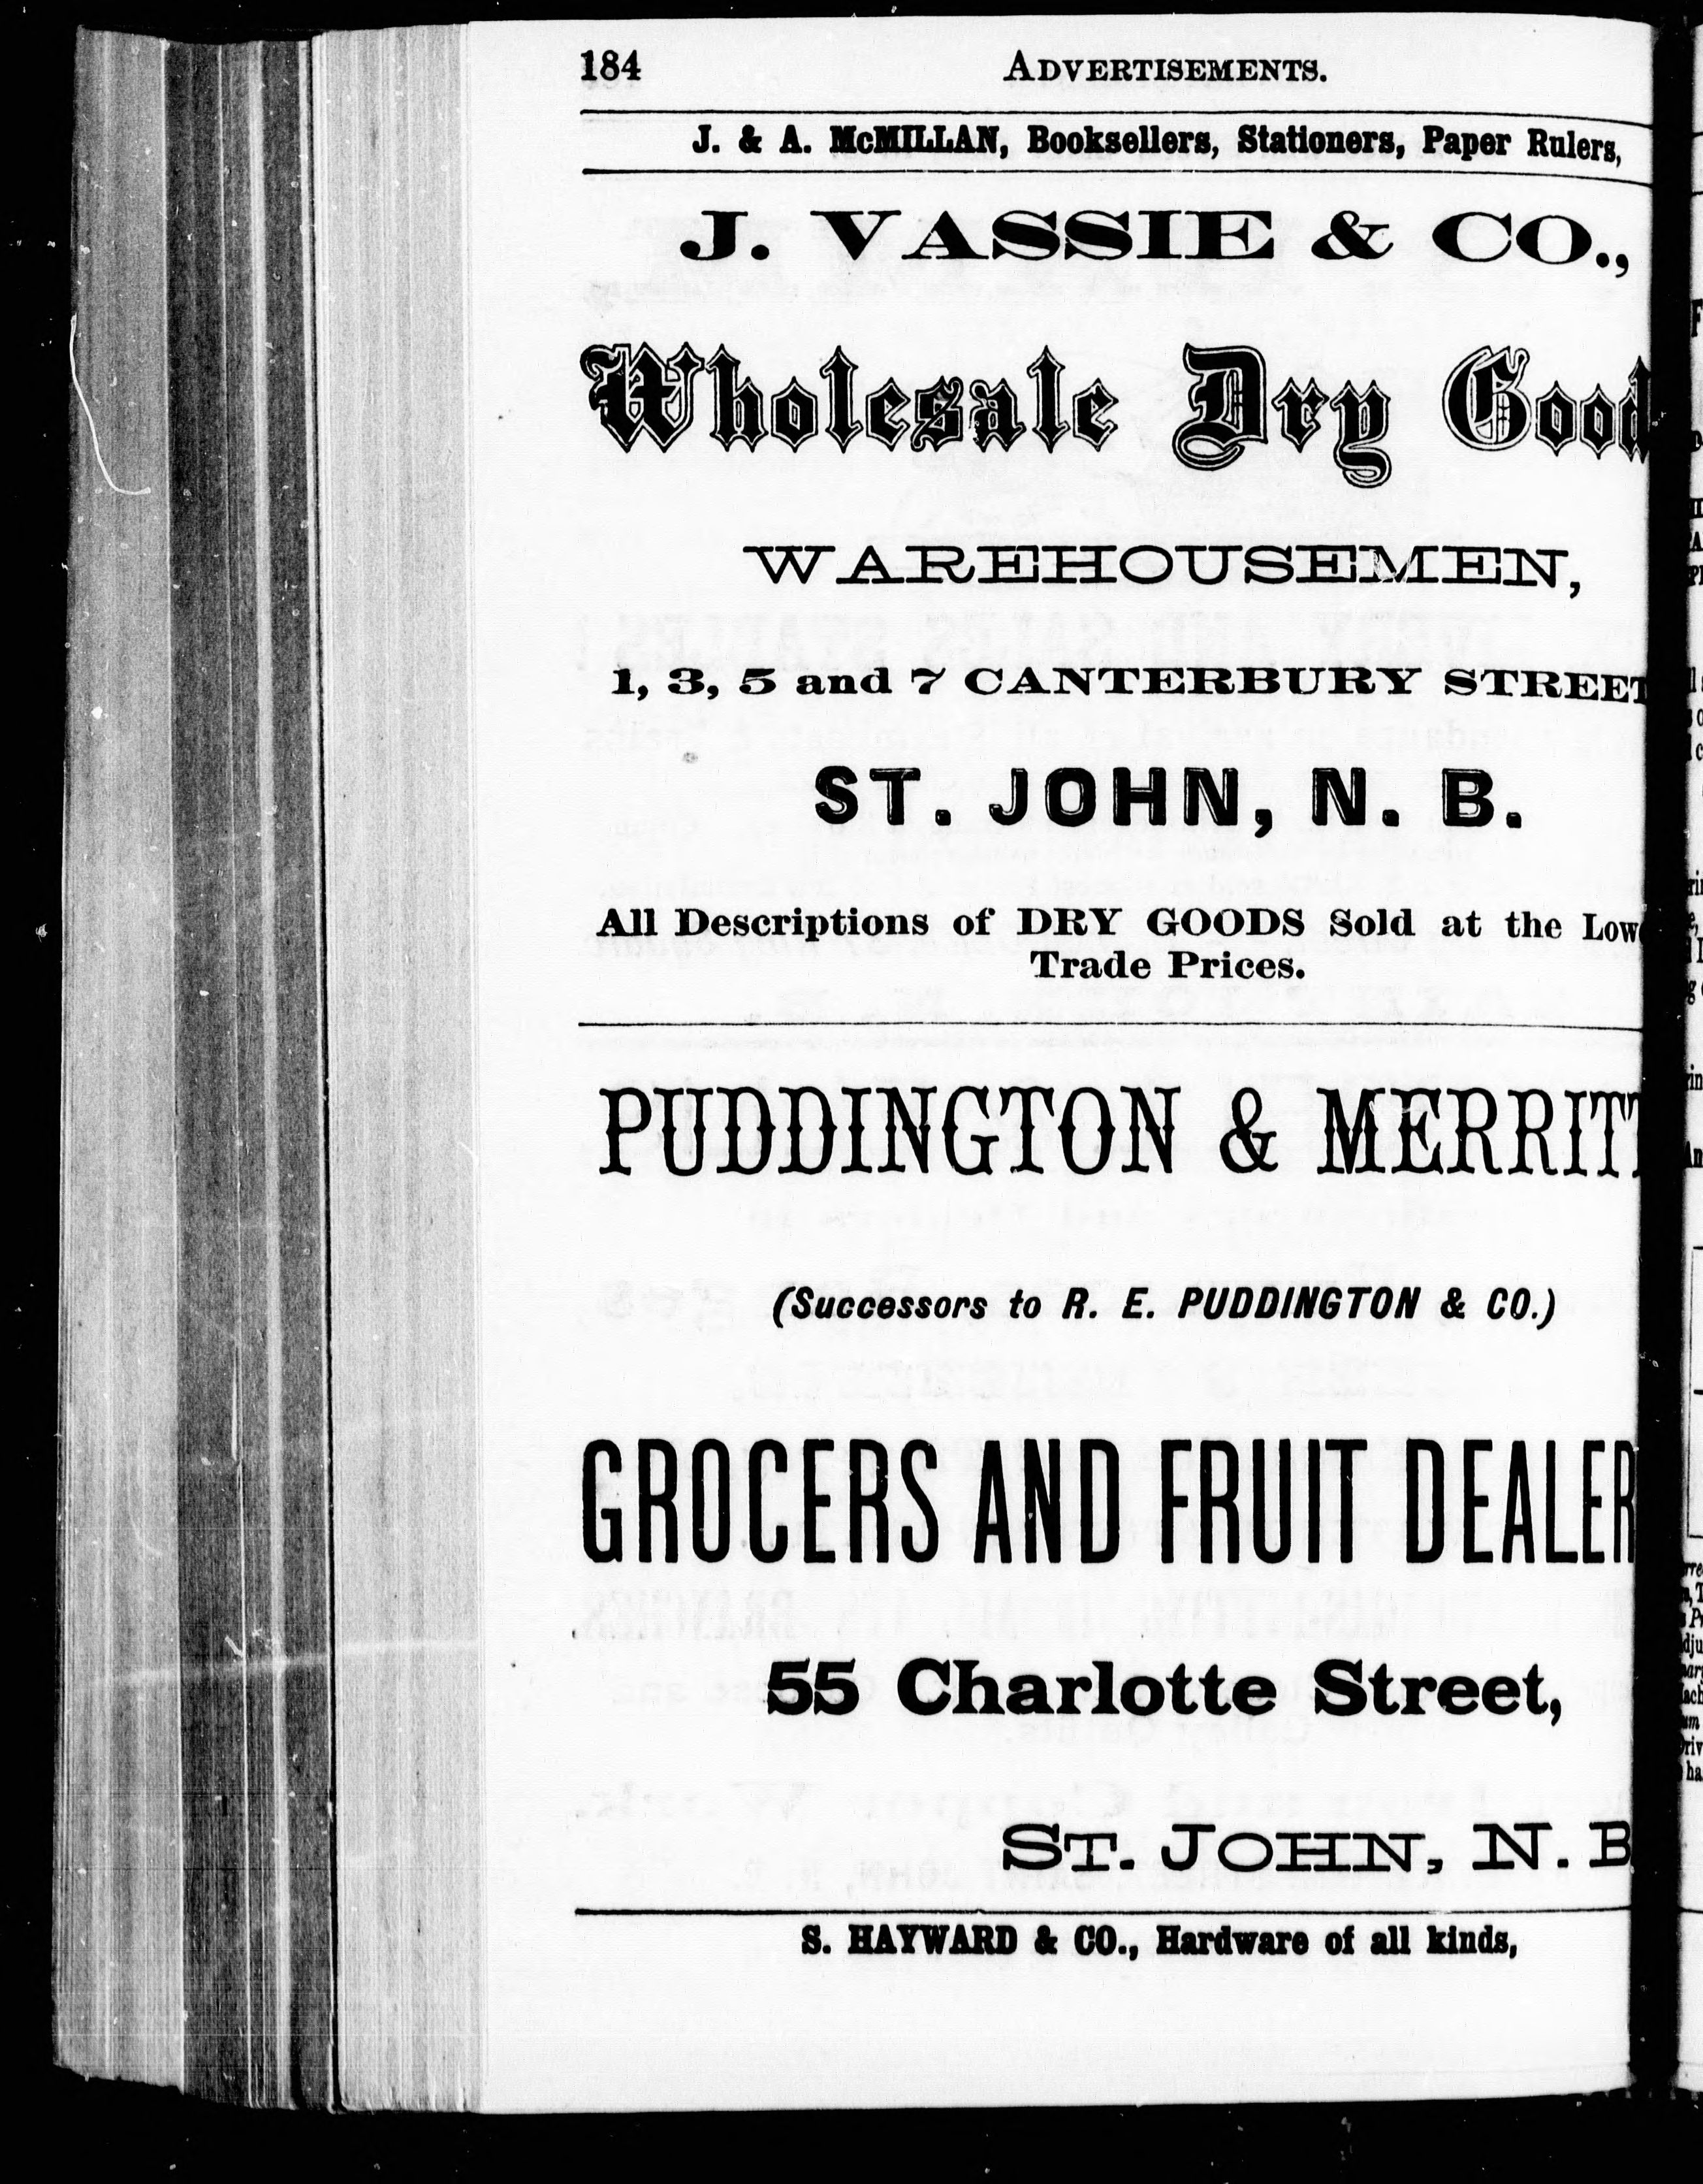 184 ADVERTISEMENTS.
J. & A. McMILLAN, Booksellers, Stationers, Paper Rulers,
J. VASSIE & CO.,
Wholesale Dry Good
WAREHOUSEMEN,
1, 3, 5 and 7 CANTERBURY STREET
ST. JOHN, N. B.
All Descriptions of DRY GOODS Sold at the Low
Trade Prices.
PUDDINGTON & MERRITT
(Successors to R. E. PUDDINGTON & CO.)
GROCERS AND FRUIT DEALER
55 Charlotte Street,
ST. JOHN, N. B
S. HAYWARD & CO., Hardware of all kinds,